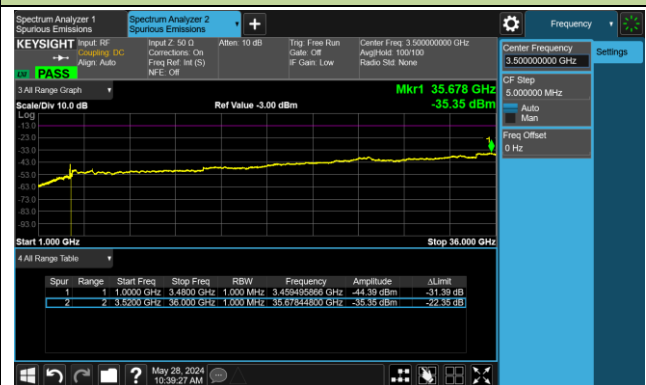 Spectrum Analyzer 1
Spurious Emissions
Spectrum Analyzer 2
Spurious Emissions
Frequency
KEYSIGHT
Input: RF
Coupling: DC
Align: Auto
Input Z: 50 Ω
Corrections: On
Freq Ref: Int (S)
NFE: Off
Atten: 10 dB
Trig: Free Run
Gate: Off
IF Gain: Low
Center Freq: 3.500000000 GHz
Avg|Hold: 100/100
Radio Std: None
PASS
Center Frequency
3.500000000 GHz
Settings
CF Step
5.000000 MHz
Auto
Man
Freq Offset
0 Hz
3 All Range Graph
Mkr1 35.678 GHz
-35.35 dBm
Scale/Div 10.0 dB
Ref Value -3.00 dBm
Log
-13.0
-23.0
-33.0
-43.0
-53.0
-63.0
-73.0
-83.0
-93.0
1
Start 1.000 GHz
Stop 36.000 GHz
4 All Range Table
Spur Range Start Freq Stop Freq RBW Frequency Amplitude ΔLimit
1 1 1.0000 GHz 3.4800 GHz 1.000 MHz 3.459495866 GHz -44.39 dBm -31.39 dB
2 2 3.5200 GHz 36.000 GHz 1.000 MHz 35.67844800 GHz -35.35 dBm -22.35 dB
?
May 28, 2024
10:39:27 AM